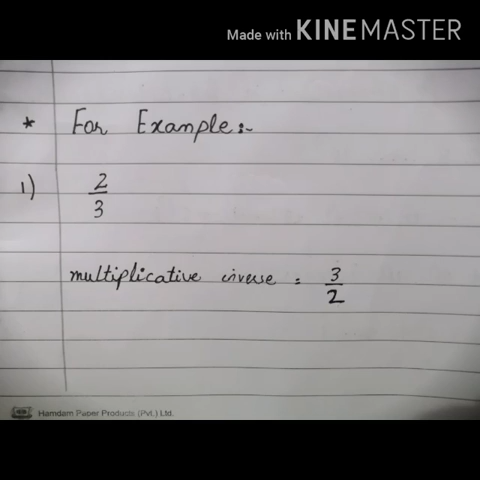 Made with KINEMASTER
* For Example:-
1) 2/3
multiplicative inverse = 3/2
Hamdam Paper Products (Pvt.) Ltd.